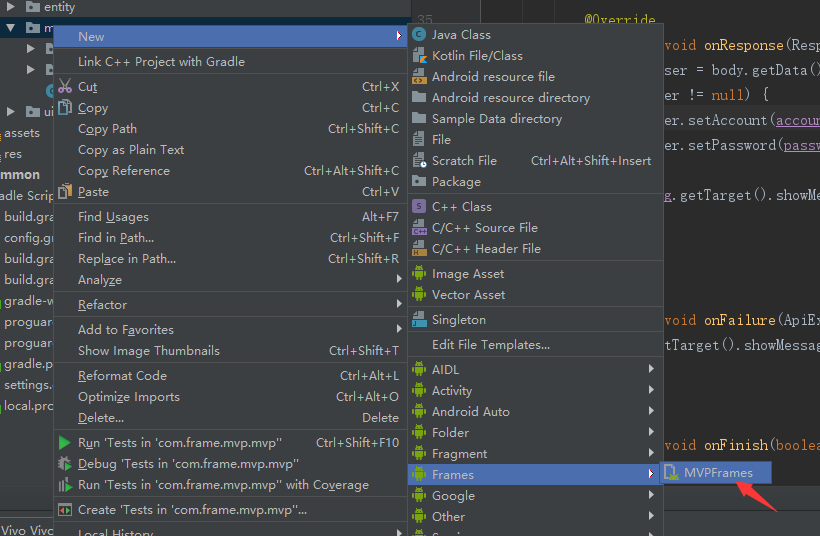 entity
m
ui
assets
res
mmon
adle Scrip
build.gra
config.gr
build.gra
build.gra
gradle-w
proguar
proguar
gradle.p
settings.
local.pro
Vivo Vivo
New
Link C++ Project with Gradle
Cut Ctrl+X
Copy Ctrl+C
Copy Path Ctrl+Shift+C
Copy as Plain Text
Copy Reference Ctrl+Alt+Shift+C
Paste Ctrl+V
Find Usages Alt+F7
Find in Path... Ctrl+Shift+F
Replace in Path... Ctrl+Shift+R
Analyze
Refactor
Add to Favorites
Show Image Thumbnails Ctrl+Shift+T
Reformat Code Ctrl+Alt+L
Optimize Imports Ctrl+Alt+O
Delete... Delete
Run 'Tests in 'com.frame.mvp.mvp'' Ctrl+Shift+F10
Debug 'Tests in 'com.frame.mvp.mvp''
Run 'Tests in 'com.frame.mvp.mvp'' with Coverage
Create 'Tests in 'com.frame.mvp.mvp''...
Local History
Java Class
Kotlin File/Class
Android resource file
Android resource directory
Sample Data directory
File
Scratch File Ctrl+Alt+Shift+Insert
Package
C++ Class
C/C++ Source File
C/C++ Header File
Image Asset
Vector Asset
Singleton
Edit File Templates...
AIDL
Activity
Android Auto
Folder
Fragment
Frames
Google
Other
MVPFrames
35
@Override
void onResponse(Resp
ser = body.getData()
er != null) {
er.setAccount(accoun
er.setPassword(passw
g.getTarget().showMe
void onFailure(ApiEx
tTarget().showMessag
void onFinish(boolea